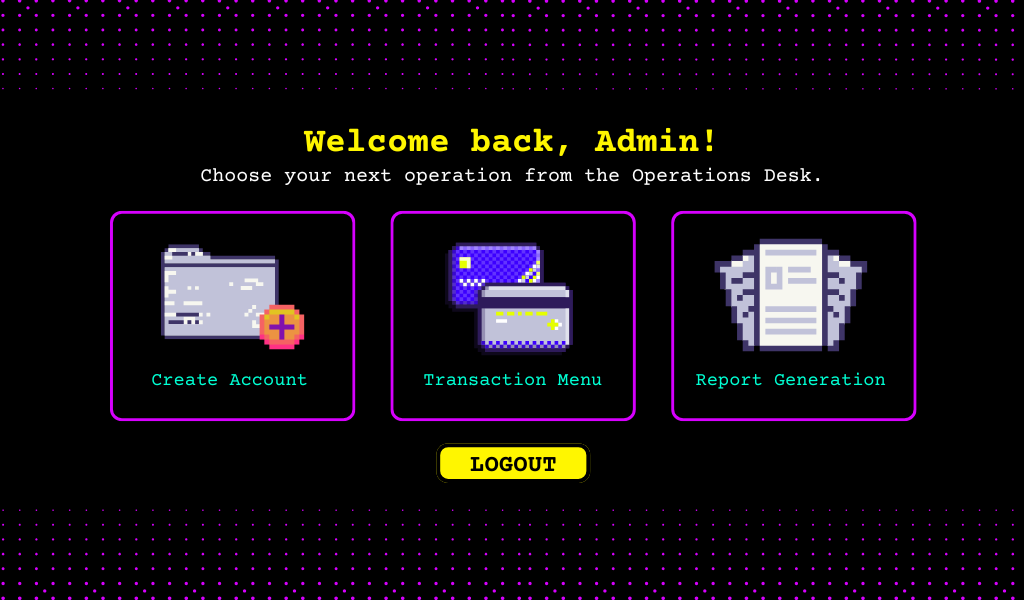 Welcome back, Admin!
Choose your next operation from the Operations Desk.
Create Account
Transaction Menu
Report Generation
LOGOUT